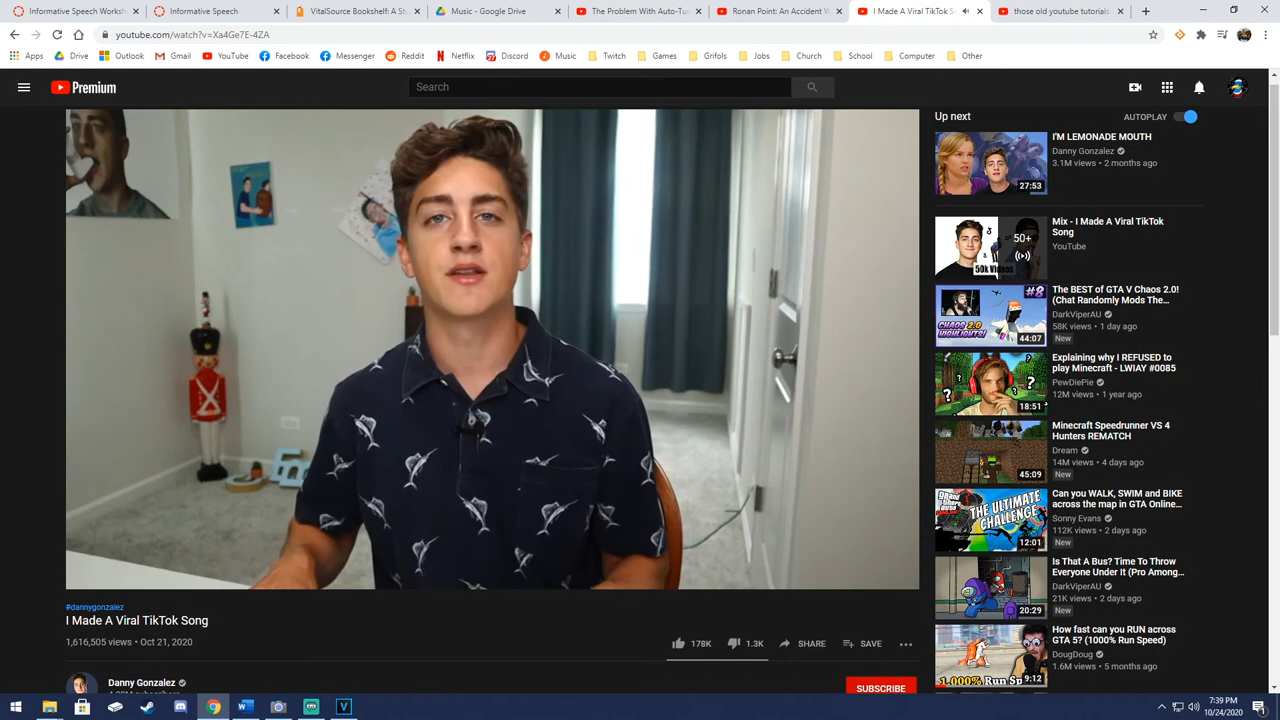 Informative Speech Worksh
Informative Speech
VitalSource Bookshelf: A St
Music - Google Drive
The Problem With Auto-Tu
Ronan Point: An Accident W
I Made A Viral TikTok S
those old youtube tutorials
youtube.com/watch?v=Xa4Ge7E-4ZA
Apps
Drive
Outlook
Gmail
YouTube
Facebook
Messenger
Reddit
Netflix
Discord
Music
Twitch
Games
Grifols
Jobs
Church
School
Computer
Other
Premium
Search
Up next
AUTOPLAY
27:53
I'M LEMONADE MOUTH
Danny Gonzalez
3.1M views • 2 months ago
50+
50k Videos
Mix - I Made A Viral TikTok
Song
YouTube
#8
CHAOS 2.0
HIGHLIGHTS!
44:07
The BEST of GTA V Chaos 2.0!
(Chat Randomly Mods The...
DarkViperAU
58K views • 1 day ago
New
18:51
Explaining why I REFUSED to
play Minecraft - LWIAY #0085
PewDiePie
12M views • 1 year ago
45:09
Minecraft Speedrunner VS 4
Hunters REMATCH
Dream
14M views • 4 days ago
New
THE ULTIMATE
CHALLENGE
12:01
Can you WALK, SWIM and BIKE
across the map in GTA Online...
Sonny Evans
112K views • 2 days ago
New
20:29
Is That A Bus? Time To Throw
Everyone Under It (Pro Among...
DarkViperAU
21K views • 2 days ago
New
1,000% Run Sp
9:12
How fast can you RUN across
GTA 5? (1000% Run Speed)
DougDoug
1.6M views • 5 months ago
#dannygonzalez
I Made A Viral TikTok Song
1,616,505 views • Oct 21, 2020
178K
1.3K
SHARE
SAVE
Danny Gonzalez
SUBSCRIBE
7:39 PM
10/24/2020